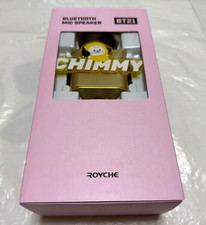 BLUETOOTH
MIC SPEAKER
BT21
CHIMMY
ROYCHE